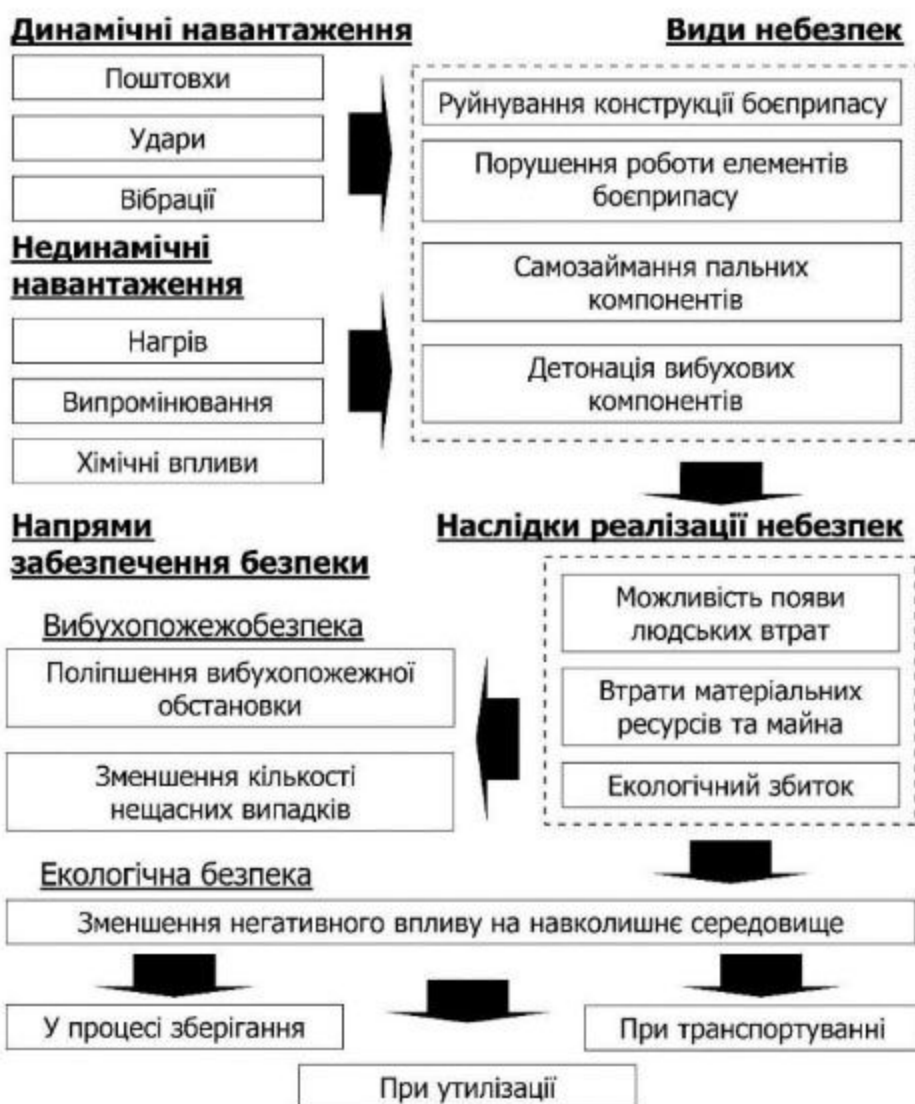 Динамічні навантаження
Поштовхи
Удари
Вібрації
Нединамічні
навантаження
Нагрів
Випромінювання
Хімічні впливи
Види небезпек
Руйнування конструкції боєприпасу
Порушення роботи елементів
боєприпасу
Самозаймання пальних
компонентів
Детонація вибухових
компонентів
Наслідки реалізації небезпек
Можливість появи
людських втрат
Втрати матеріальних
ресурсів та майна
Екологічний збиток
Напрями
забезпечення безпеки
Вибухопожежобезпека
Поліпшення вибухопожежної
обстановки
Зменшення кількості
нещасних випадків
Екологічна безпека
Зменшення негативного впливу на навколишнє середовище
У процесі зберігання
При транспортуванні
При утилізації